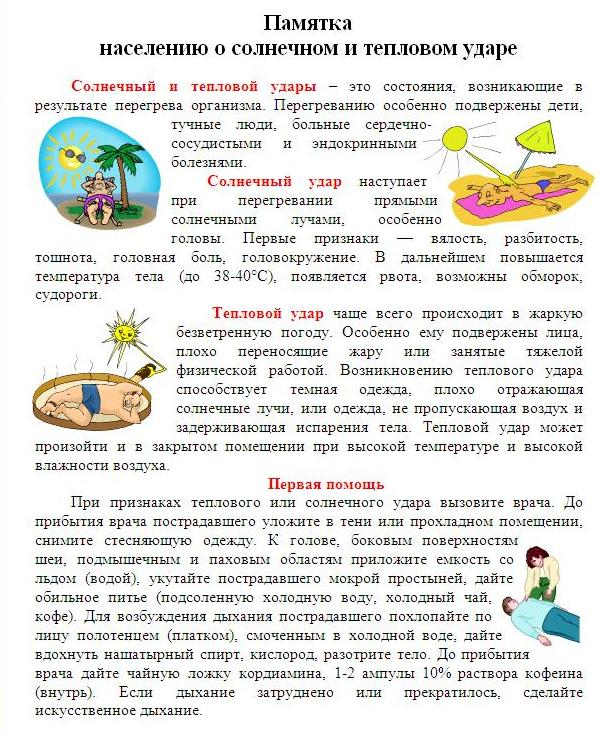 Памятка
населению о солнечном и тепловом ударе
Солнечный и тепловой удары – это состояния, возникающие в
результате перегрева организма. Перегреванию особенно подвержены дети,
тучные люди, больные сердечно-
сосудистыми и эндокринными
болезнями.
Солнечный удар наступает
при перегревании прямыми
солнечными лучами, особенно
головы. Первые признаки — вялость, разбитость,
тошнота, головная боль, головокружение. В дальнейшем повышается
температура тела (до 38-40°С), появляется рвота, возможны обморок,
судороги.
Тепловой удар чаще всего происходит в жаркую
безветренную погоду. Особенно ему подвержены лица,
плохо переносящие жару или занятые тяжелой
физической работой. Возникновению теплового удара
способствует темная одежда, плохо отражающая
солнечные лучи, или одежда, не пропускающая воздух и
задерживающая испарения тела. Тепловой удар может
произойти и в закрытом помещении при высокой температуре и высокой
влажности воздуха.
Первая помощь
При признаках теплового или солнечного удара вызовите врача. До
прибытия врача пострадавшего уложите в тени или прохладном помещении,
снимите стесняющую одежду. К голове, боковым поверхностям
шеи, подмышечным и паховым областям приложите емкость со
льдом (водой), укутайте пострадавшего мокрой простыней, дайте
обильное питье (подсоленную холодную воду, холодный чай,
кофе). Для возбуждения дыхания пострадавшего похлопайте по
лицу полотенцем (платком), смоченным в холодной воде, дайте
вдохнуть нашатырный спирт, кислород, разотрите тело. До прибытия
врача дайте чайную ложку кордиамина, 1-2 ампулы 10% раствора кофеина
(внутрь). Если дыхание затруднено или прекратилось, сделайте
искусственное дыхание.